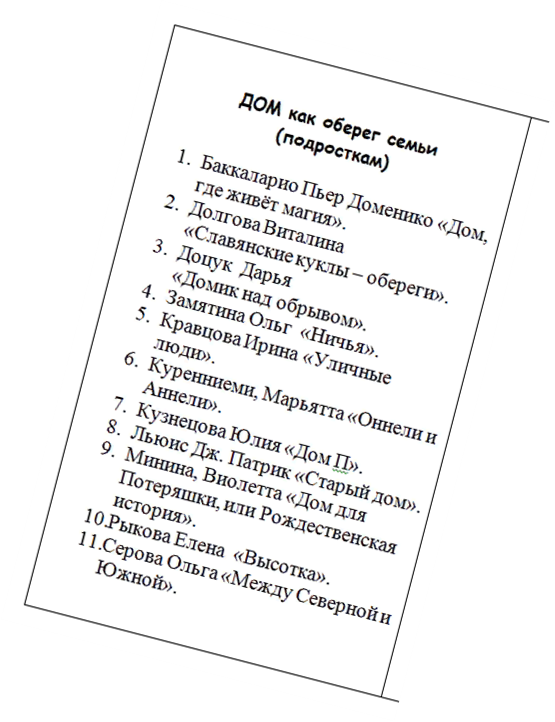 ДОМ как оберег семьи
(подросткам)
1. Баккаларио Пьер Доменико «Дом,
где живёт магия».
2. Долгова Виталина
«Славянские куклы – обереги».
3. Доцук Дарья
«Домик над обрывом».
4. Замятина Ольг «Ничья».
5. Кравцова Ирина «Уличные
люди».
6. Куренниеми, Марьятта «Оннели и
Аннели».
7. Кузнецова Юлия «Дом П».
8. Льюис Дж. Патрик «Старый дом».
9. Минина, Виолетта «Дом для
Потеряшки, или Рождественская
история».
10.Рыкова Елена «Высотка».
11.Серова Ольга «Между Северной и
Южной».